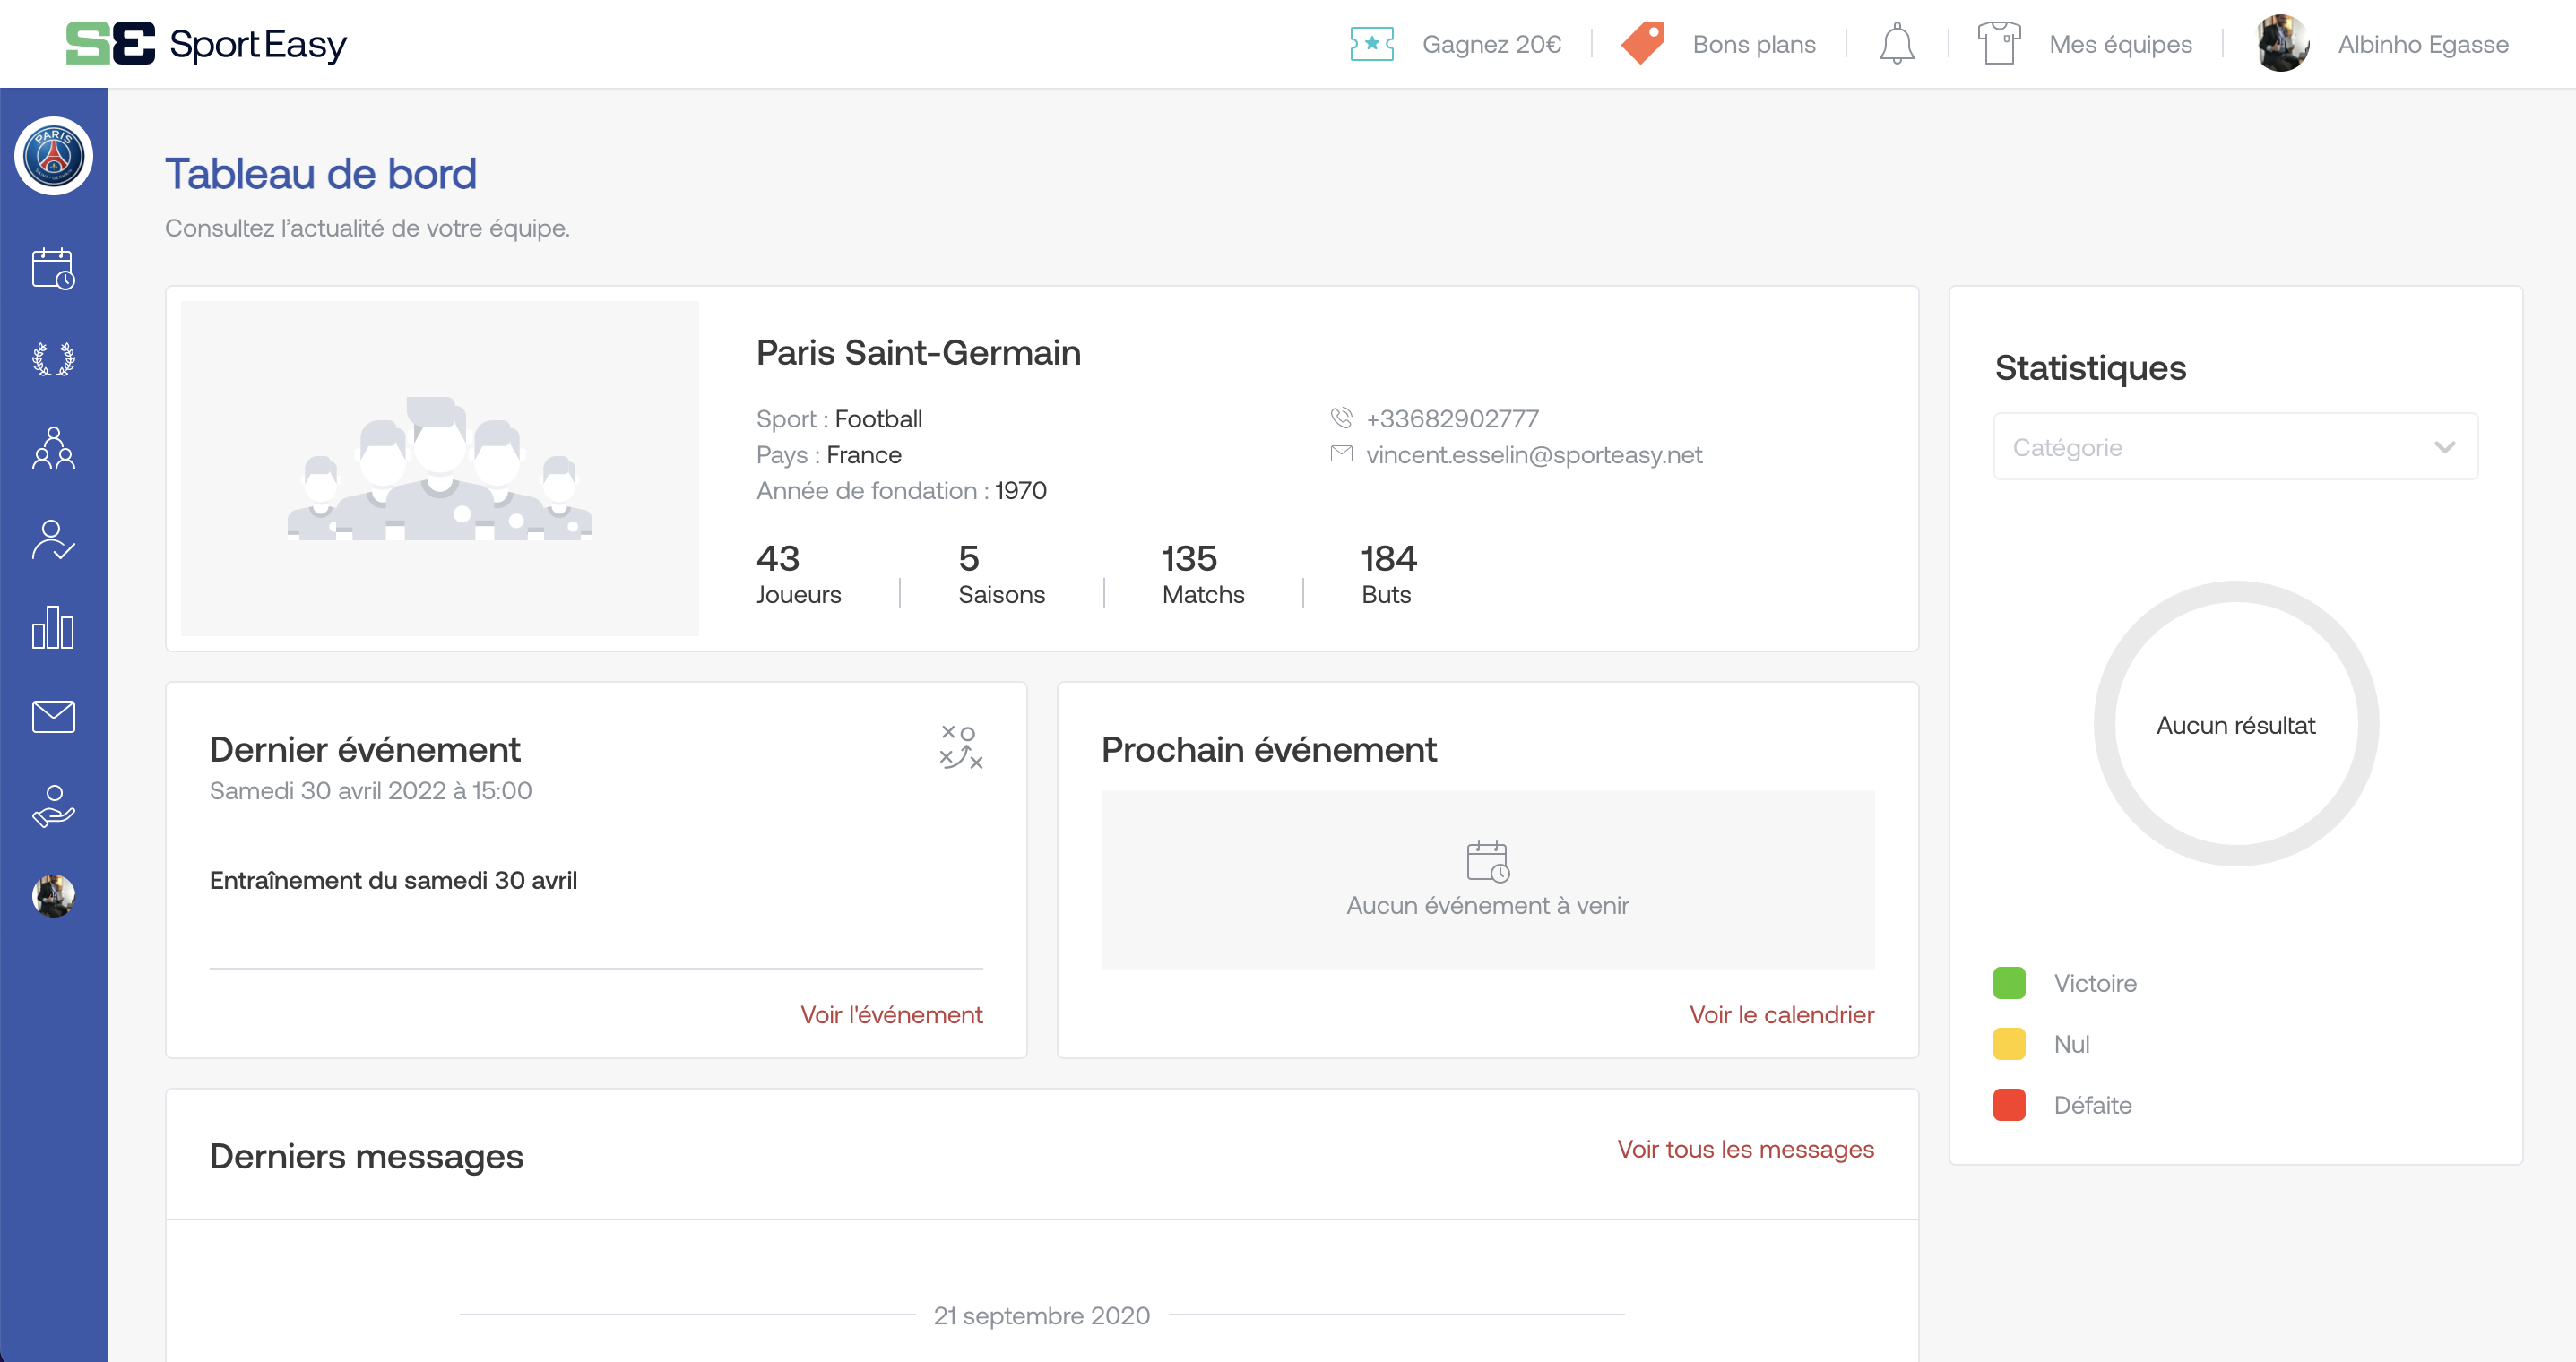 SE SportEasy
Gagnez 20€
Bons plans
Mes équipes
Albinho Egasse
PARIS
SAINT-GERMAIN
Tableau de bord
Consultez l’actualité de votre équipe.
Paris Saint-Germain
Sport : Football
Pays : France
Année de fondation : 1970
+33682902777
vincent.esselin@sporteasy.net
43
Joueurs
5
Saisons
135
Matchs
184
Buts
Statistiques
Catégorie
Aucun résultat
Victoire
Nul
Défaite
Dernier événement
Samedi 30 avril 2022 à 15:00
Entraînement du samedi 30 avril
Voir l'événement
Prochain événement
Aucun événement à venir
Voir le calendrier
Derniers messages
Voir tous les messages
21 septembre 2020